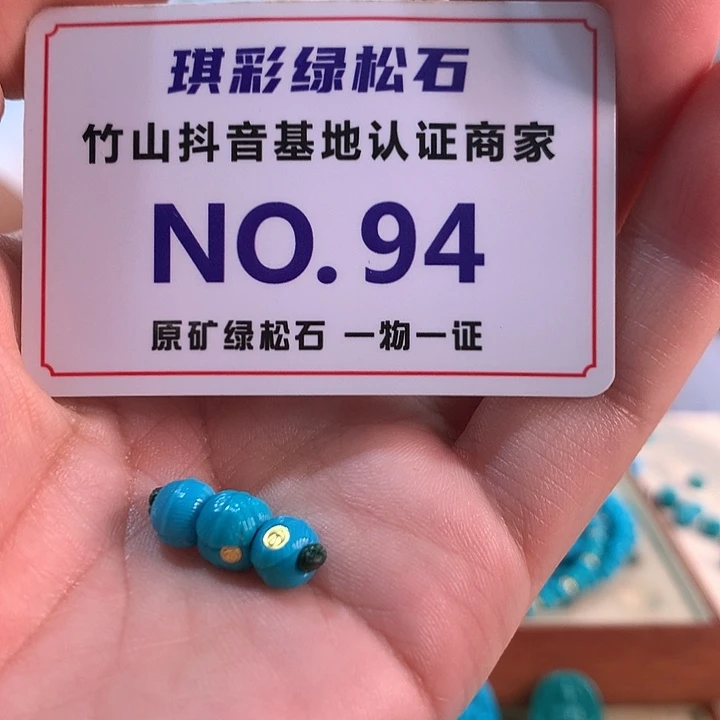 琪彩绿松石
竹山抖音基地认证商家
NO.94
原矿绿松石 一物一证